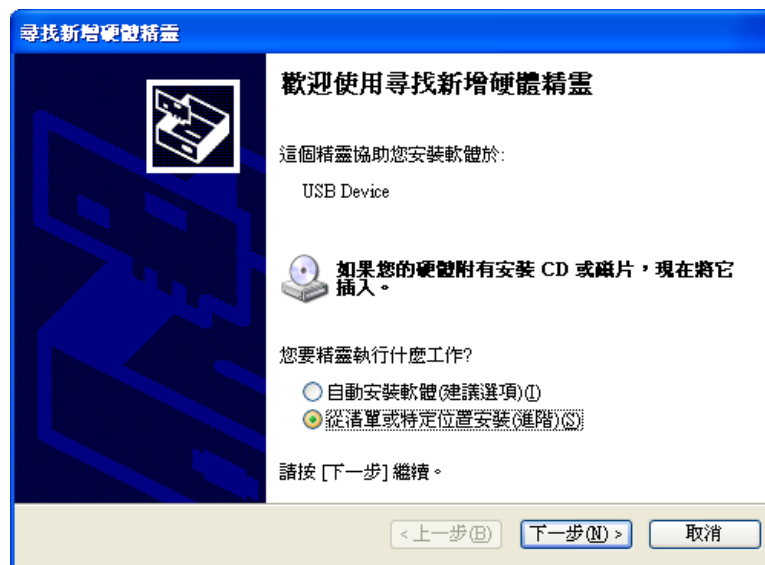 尋找新增硬體精靈
歡迎使用尋找新增硬體精靈
這個精靈協助您安裝軟體於:
USB Device
如果您的硬體附有安裝 CD 或磁片，現在將它
插入。
您要精靈執行什麼工作?
自動安裝軟體(建議選項)(I)
從清單或特定位置安裝(進階)(S)
請按 [下一步] 繼續。
<上一步(B) 下一步(N) > 取消